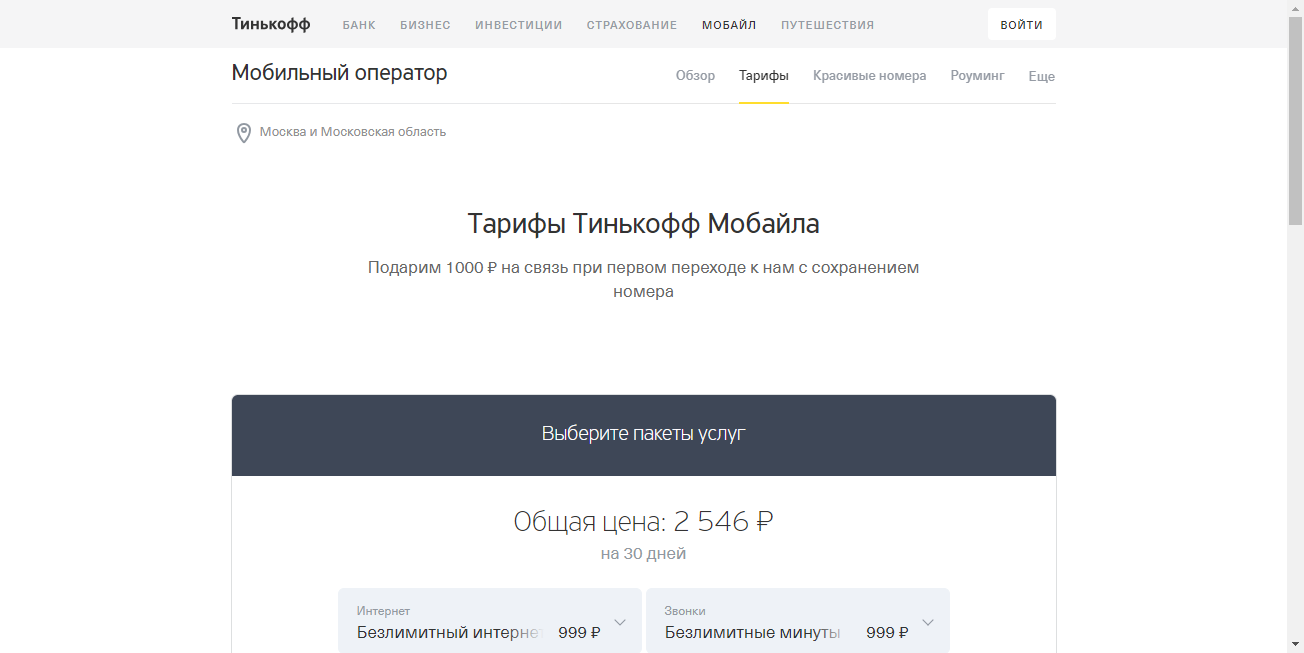 Тинькофф БАНК БИЗНЕС ИНВЕСТИЦИИ СТРАХОВАНИЕ МОБАЙЛ ПУТЕШЕСТВИЯ ВОЙТИ
Мобильный оператор Обзор Тарифы Красивые номера Роуминг Еще
Москва и Московская область
Тарифы Тинькофф Мобайла
Подарим 1000 ₽ на связь при первом переходе к нам с сохранением
номера
Выберите пакеты услуг
Общая цена: 2 546 ₽
на 30 дней
Интернет Звонки
Безлимитный интернет 999 ₽ Безлимитные минуты 999 ₽